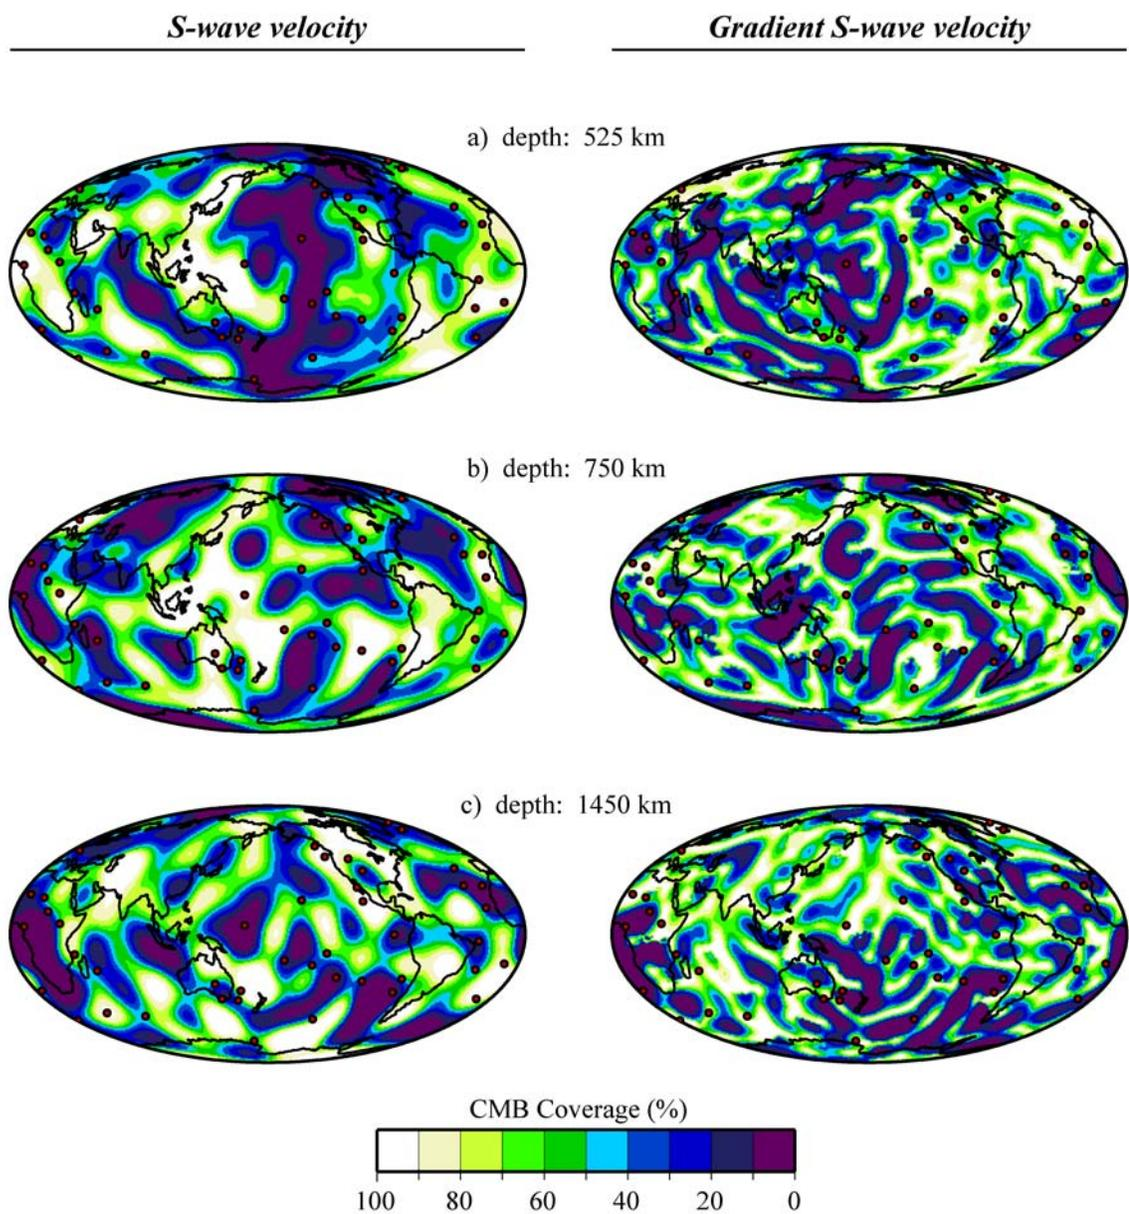 S-wave velocity
Gradient S-wave velocity
a) depth: 525 km
b) depth: 750 km
c) depth: 1450 km
CMB Coverage (%)
100 80 60 40 20 0